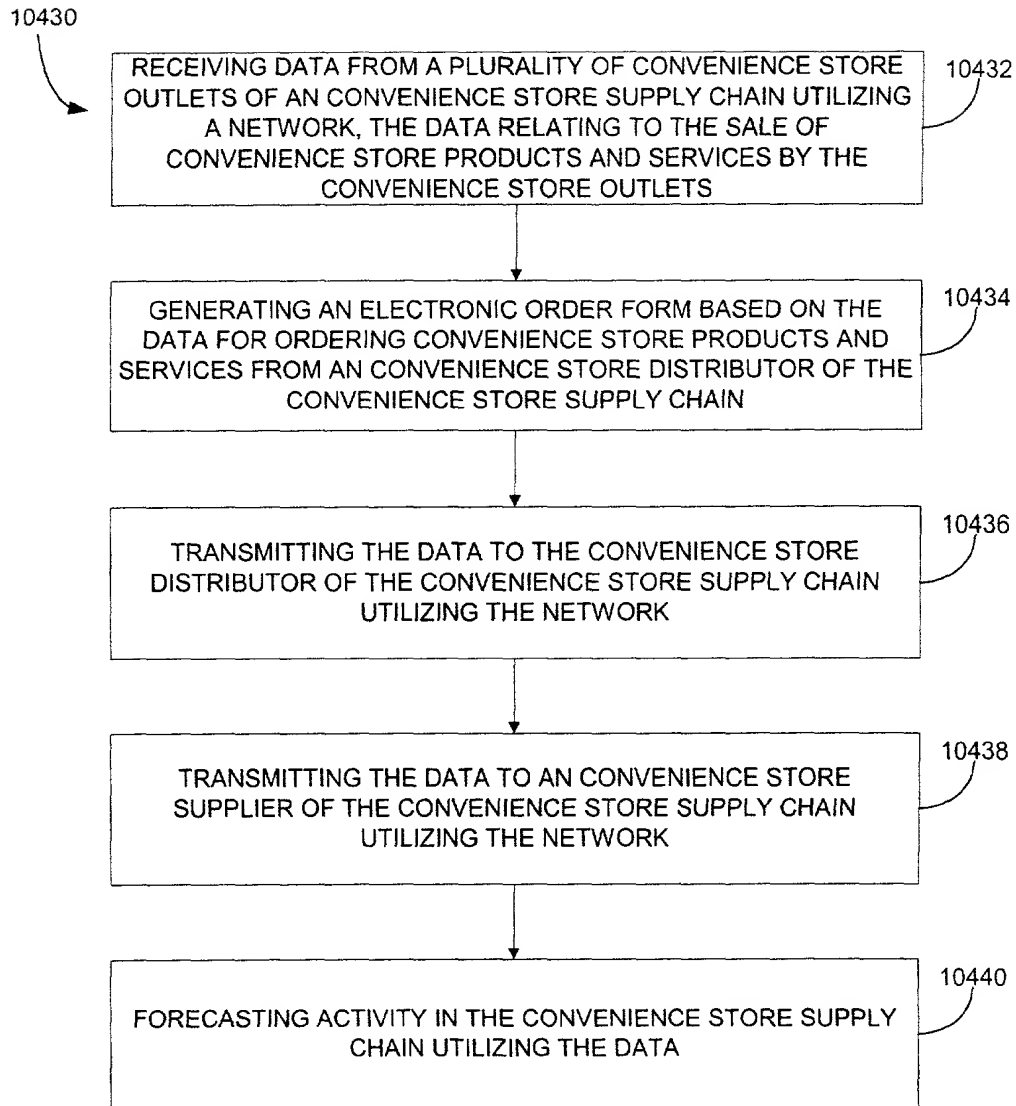 10430
RECEIVING DATA FROM A PLURALITY OF CONVENIENCE STORE
OUTLETS OF AN CONVENIENCE STORE SUPPLY CHAIN UTILIZING
A NETWORK, THE DATA RELATING TO THE SALE OF
CONVENIENCE STORE PRODUCTS AND SERVICES BY THE
CONVENIENCE STORE OUTLETS
10432
GENERATING AN ELECTRONIC ORDER FORM BASED ON THE
DATA FOR ORDERING CONVENIENCE STORE PRODUCTS AND
SERVICES FROM AN CONVENIENCE STORE DISTRIBUTOR OF THE
CONVENIENCE STORE SUPPLY CHAIN
10434
TRANSMITTING THE DATA TO THE CONVENIENCE STORE
DISTRIBUTOR OF THE CONVENIENCE STORE SUPPLY CHAIN
UTILIZING THE NETWORK
10436
TRANSMITTING THE DATA TO AN CONVENIENCE STORE
SUPPLIER OF THE CONVENIENCE STORE SUPPLY CHAIN
UTILIZING THE NETWORK
10438
FORECASTING ACTIVITY IN THE CONVENIENCE STORE SUPPLY
CHAIN UTILIZING THE DATA
10440